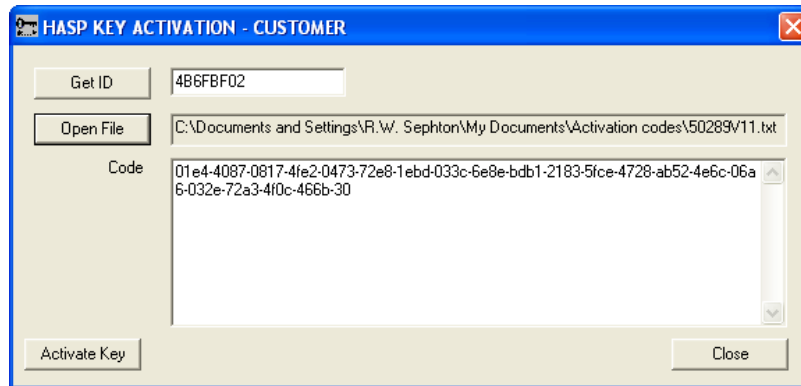 HASP KEY ACTIVATION - CUSTOMER
Get ID 4B6FBF02
Open File C:\Documents and Settings\R.W. Sephton\My Documents\Activation codes\50289V11.txt
Code 01e4-4087-0817-4fe2-0473-72e8-1ebd-033c-6e8e-bdb1-2183-5fce-4728-ab52-4e6c-06a
6-032e-72a3-4f0c-466b-30
Activate Key Close